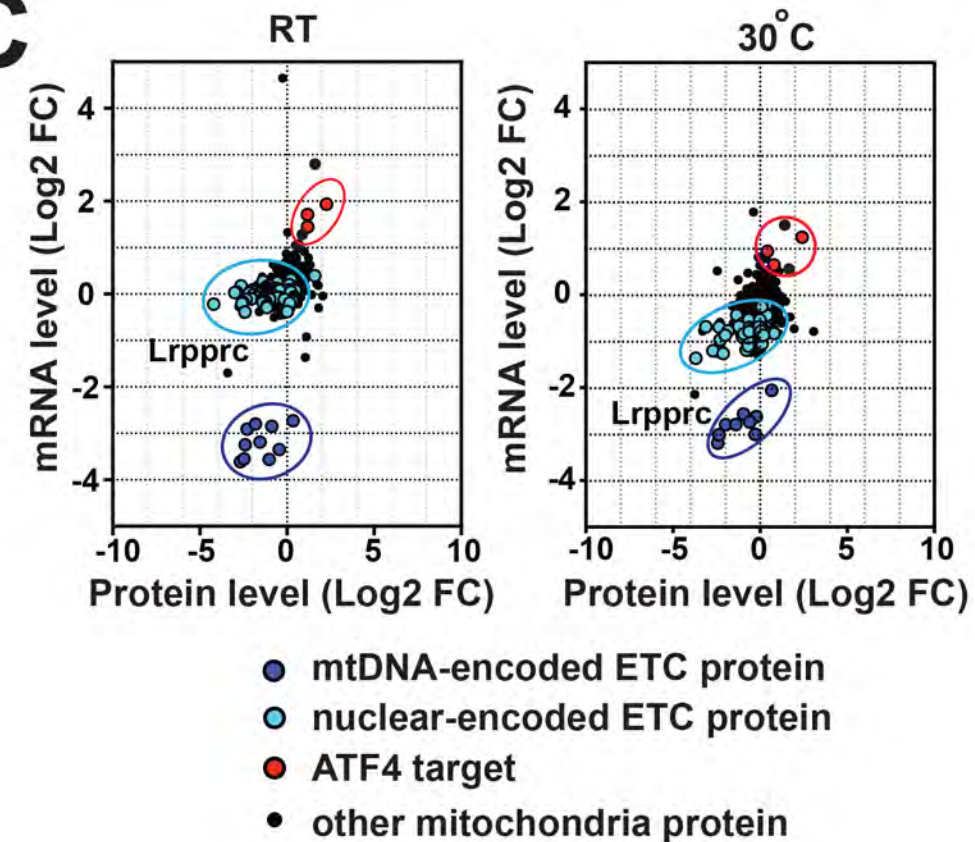 C
RT
mRNA level (Log2 FC)
4
2
0
-2
-4
Lrpprc
-10 -5 0 5 10
Protein level (Log2 FC)
30°C
mRNA level (Log2 FC)
4
2
0
-2
-4
Lrpprc
-10 -5 0 5 10
Protein level (Log2 FC)
mtDNA-encoded ETC protein
nuclear-encoded ETC protein
ATF4 target
other mitochondria protein